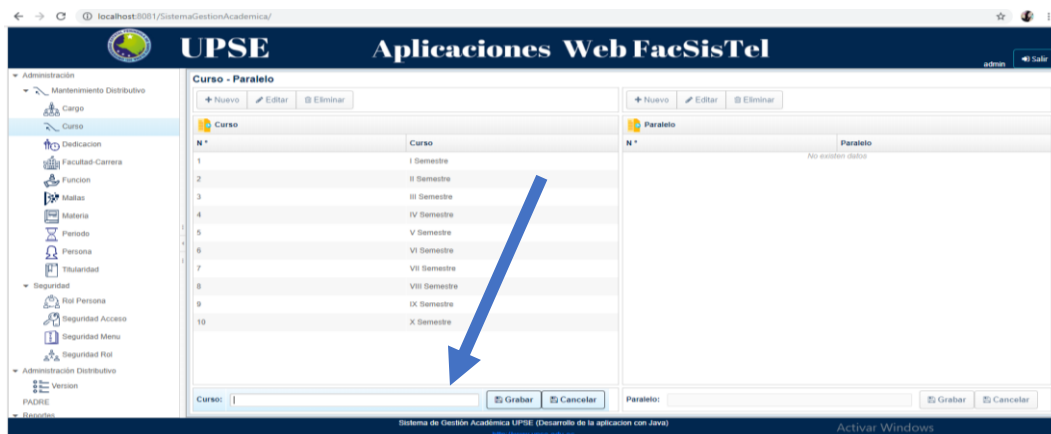 localhost:8081/SistemaGestionAcademica/
UPSE
Aplicaciones Web FacSisTel
admin
Salir
Administración
Mantenimiento Distributivo
Cargo
Curso
Dedicacion
Facultad-Carrera
Funcion
Mallas
Materia
Periodo
Persona
Titularidad
Seguridad
Rol Persona
Seguridad Acceso
Seguridad Menu
Seguridad Rol
Administración Distributivo
Version
PADRE
Reportes
Curso - Paralelo
+ Nuevo Editar Eliminar
Curso
N° Curso
1 I Semestre
2 II Semestre
3 III Semestre
4 IV Semestre
5 V Semestre
6 VI Semestre
7 VII Semestre
8 VIII Semestre
9 IX Semestre
10 X Semestre
Curso: Grabar Cancelar
+ Nuevo Editar Eliminar
Paralelo
N° Paralelo
No existen datos
Paralelo: Grabar Cancelar
Sistema de Gestión Académica UPSE (Desarrollo de la aplicacion con Java)
Activar Windows